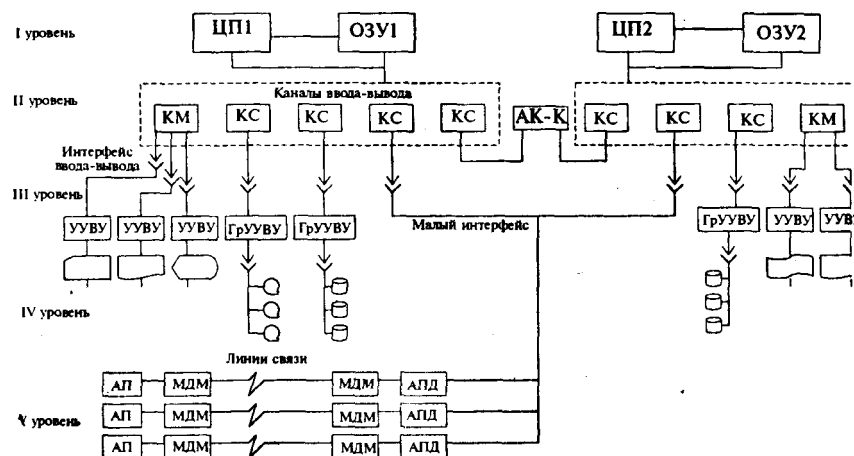 I уровень
ЦП1
ОЗУ1
ЦП2
ОЗУ2
Каналы ввода-вывода
II уровень
КМ
КС
КС
КС
КС
АК-К
КС
КС
КС
КМ
Интерфейс
ввода-вывода
III уровень
УУВУ
УУВУ
УУВУ
ГрУУВУ
ГрУУВУ
Малый интерфейс
ГрУУВУ
УУВУ
УУВ
IV уровень
Линии связи
АП
МДМ
МДМ
АПД
V уровень
АП
МДМ
МДМ
АПД
АП
МДМ
МДМ
АПД